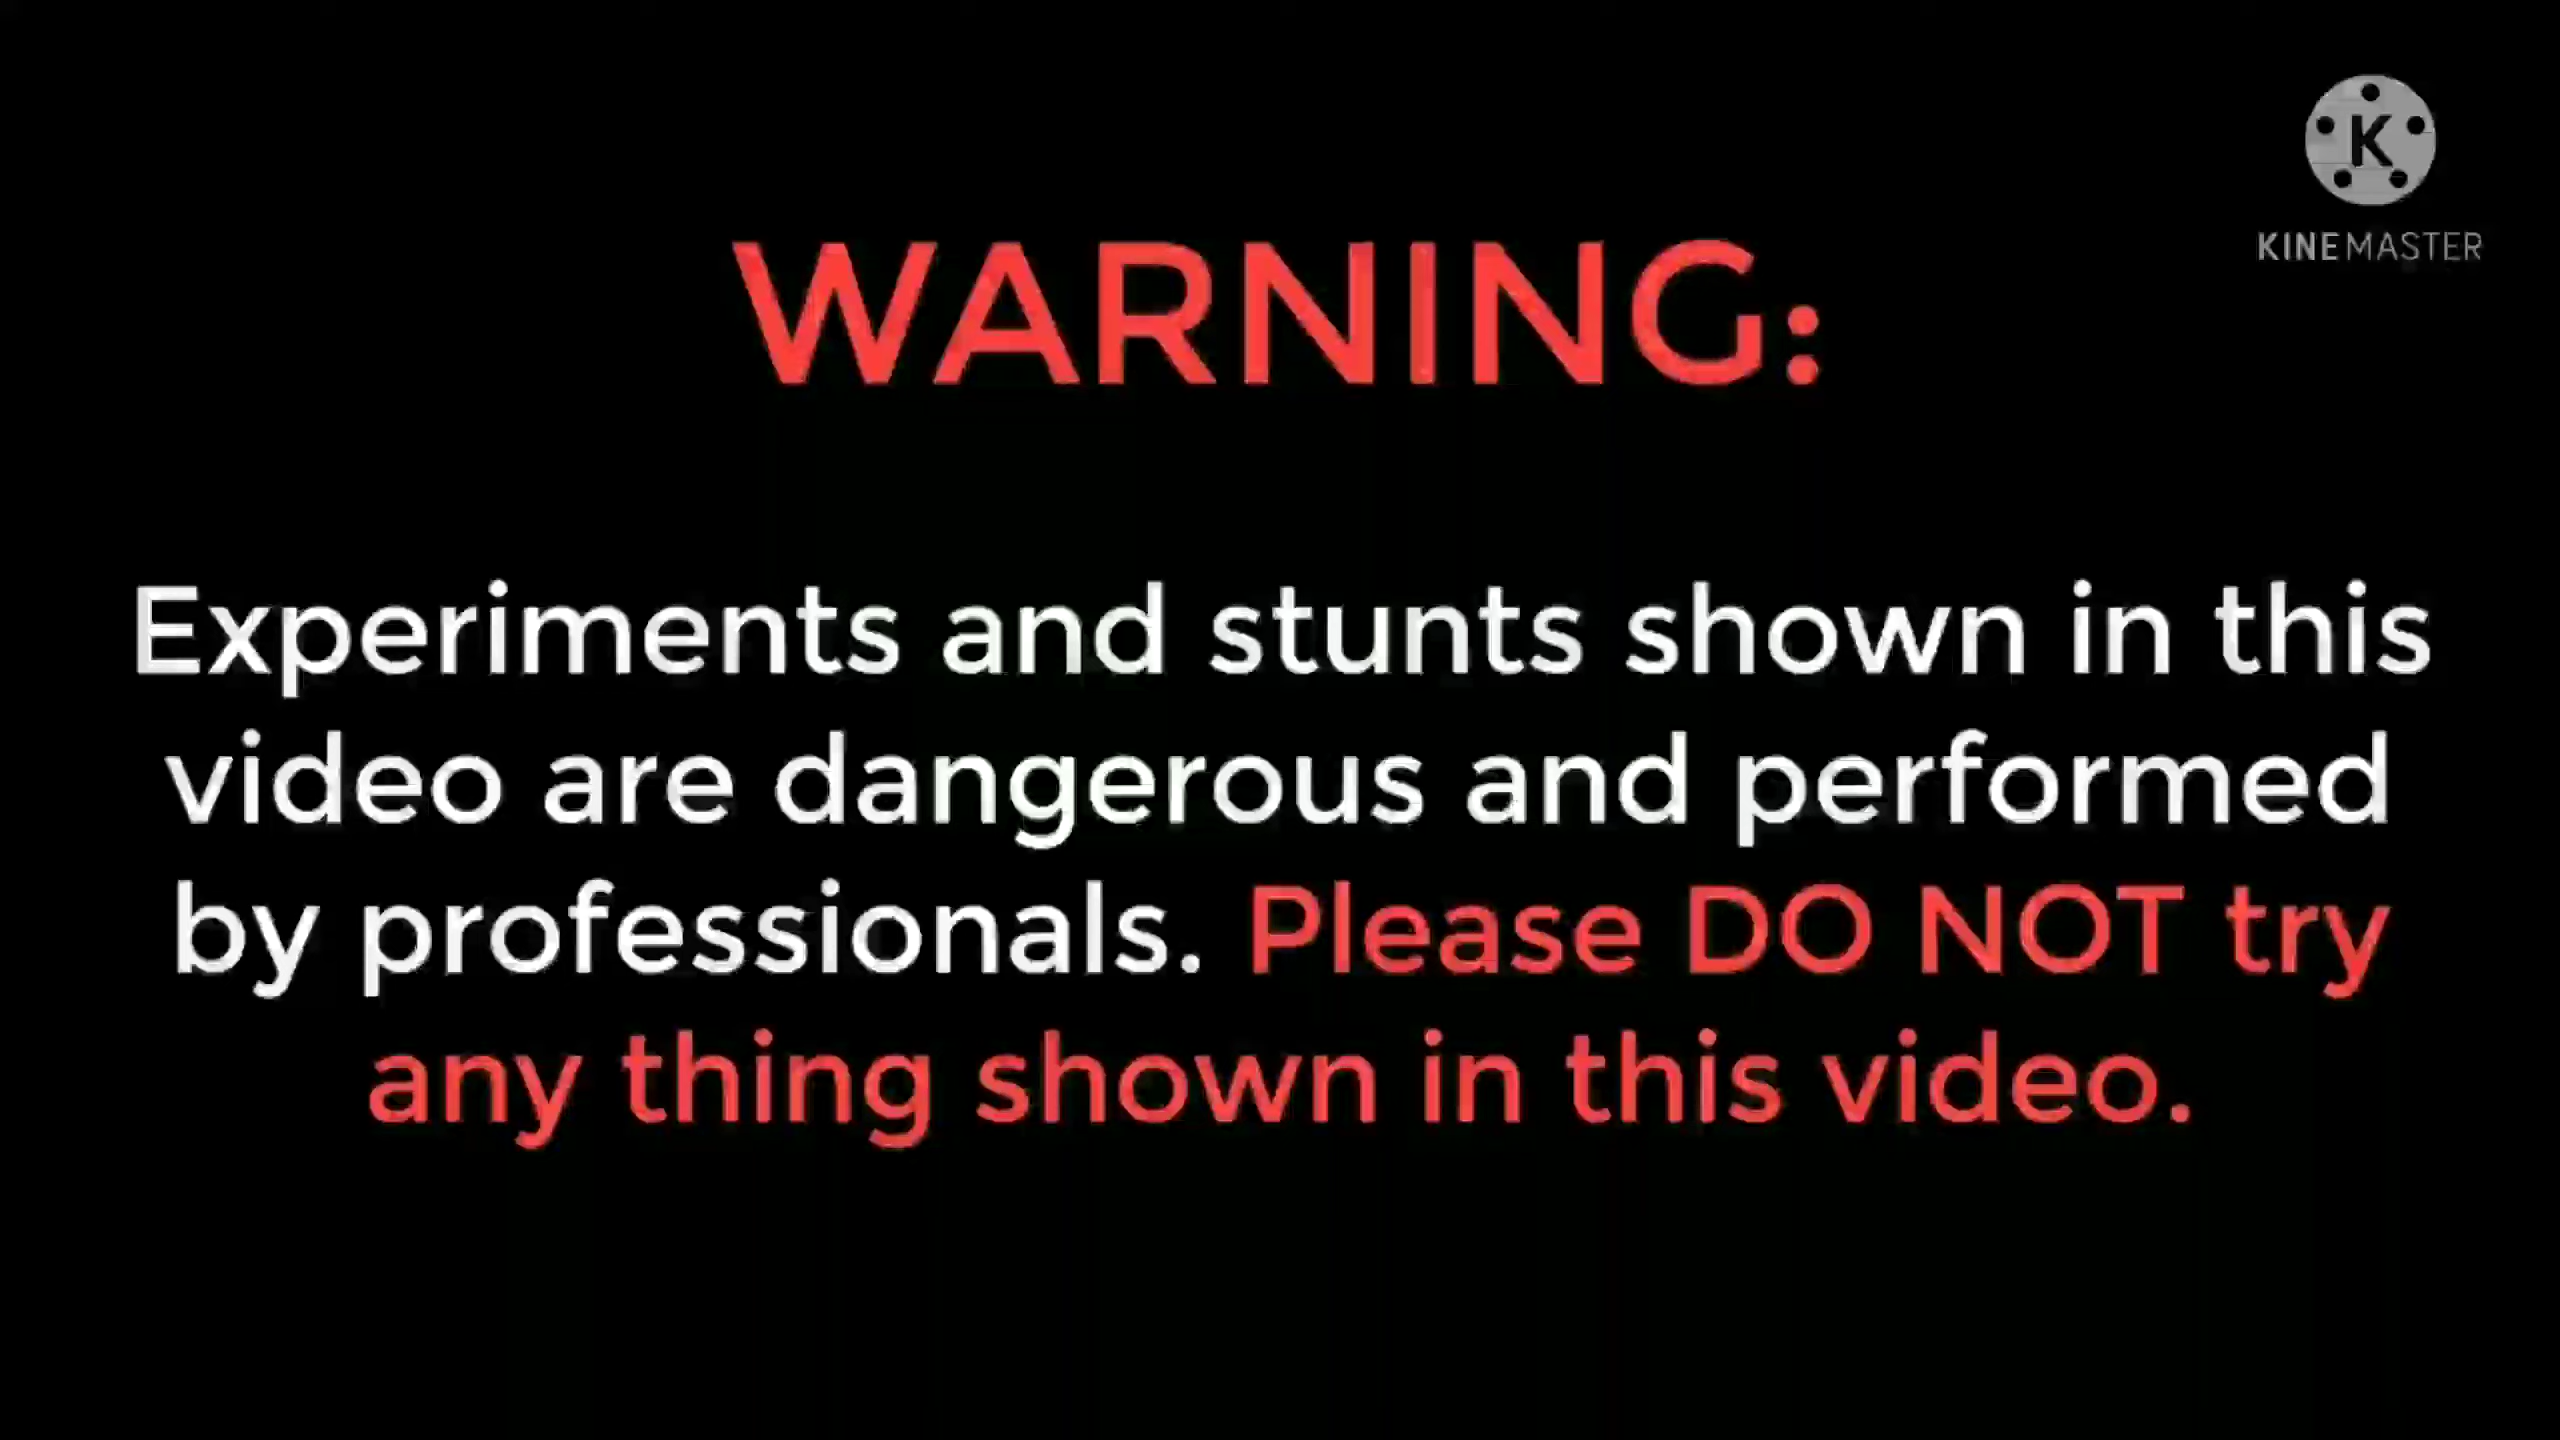 K
KINEMASTER
WARNING:
Experiments and stunts shown in this
video are dangerous and performed
by professionals. Please DO NOT try
any thing shown in this video.